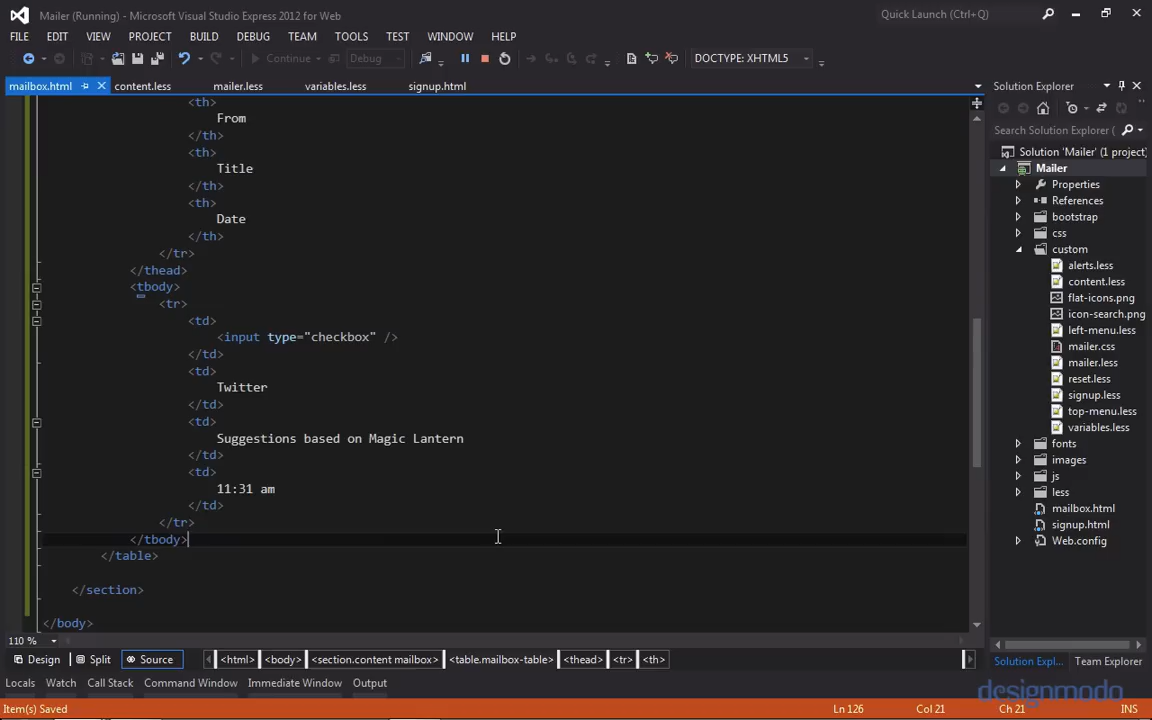 Mailer (Running) - Microsoft Visual Studio Express 2012 for Web
Quick Launch (Ctrl+Q)
FILE EDIT VIEW PROJECT BUILD DEBUG TEAM TOOLS TEST WINDOW HELP
Continue Debug DOCTYPE: XHTML5
mailbox.html content.less mailer.less variables.less signup.html
<th>
From
</th>
<th>
Title
</th>
<th>
Date
</th>
</tr>
</thead>
<tbody>
<tr>
<td>
<input type="checkbox" />
</td>
<td>
Twitter
</td>
<td>
Suggestions based on Magic Lantern
</td>
<td>
11:31 am
</td>
</tr>
</tbody>
</table>
</section>
</body>
110 %
Design Split Source <html> <body> <section.content mailbox> <table.mailbox-table> <thead> <tr> <th>
Locals Watch Call Stack Command Window Immediate Window Output
Item(s) Saved Ln 126 Col 21 Ch 21 INS
Solution Explorer
Search Solution Explorer (
Solution 'Mailer' (1 project)
Mailer
Properties
References
bootstrap
css
custom
alerts.less
content.less
flat-icons.png
icon-search.png
left-menu.less
mailer.css
mailer.less
reset.less
signup.less
top-menu.less
variables.less
fonts
images
js
less
mailbox.html
signup.html
Web.config
Solution Expl... Team Explorer
designmodo